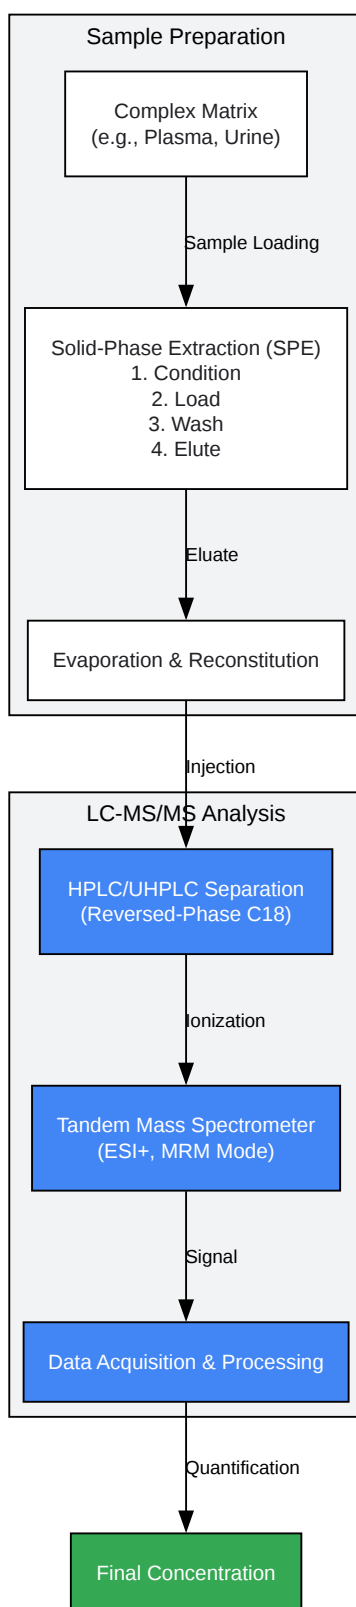 Sample Preparation
Complex Matrix
(e.g., Plasma, Urine)
Sample Loading
Solid-Phase Extraction (SPE)
1. Condition
2. Load
3. Wash
4. Elute
Eluate
Evaporation & Reconstitution
Injection
LC-MS/MS Analysis
HPLC/UHPLC Separation
(Reversed-Phase C18)
Ionization
Tandem Mass Spectrometer
(ESI+, MRM Mode)
Signal
Data Acquisition & Processing
Quantification
Final Concentration